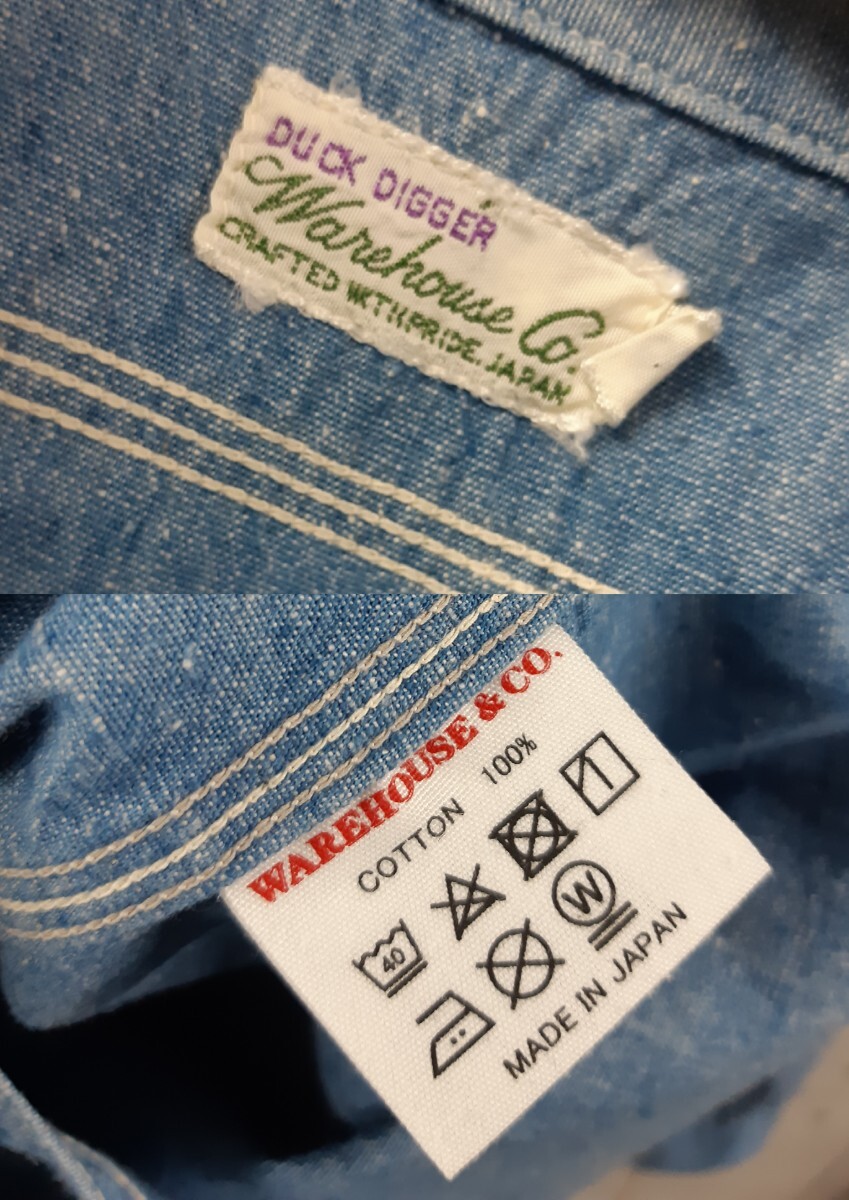 DUCK DIGGER
Warehouse Co.
CRAFTED WITH PRIDE. JAPAN
WAREHOUSE & CO.
COTTON 100%
40
W
MADE IN JAPAN